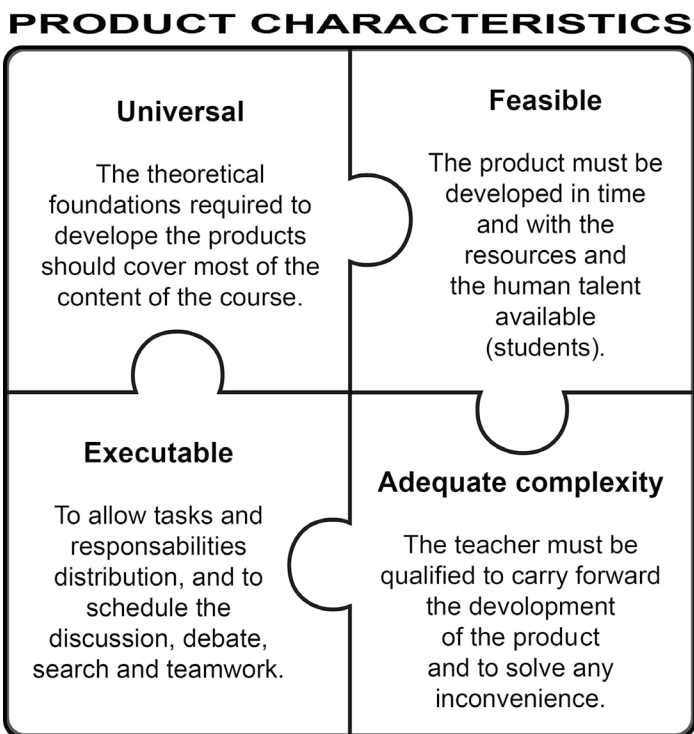 PRODUCT CHARACTERISTICS
Universal
The theoretical
foundations required to
develope the products
should cover most of the
content of the course.
Feasible
The product must be
developed in time
and with the
resources and
the human talent
available
(students).
Executable
To allow tasks and
responsabilities
distribution, and to
schedule the
discussion, debate,
search and teamwork.
Adequate complexity
The teacher must be
qualified to carry forward
the devolopment
of the product
and to solve any
inconvenience.